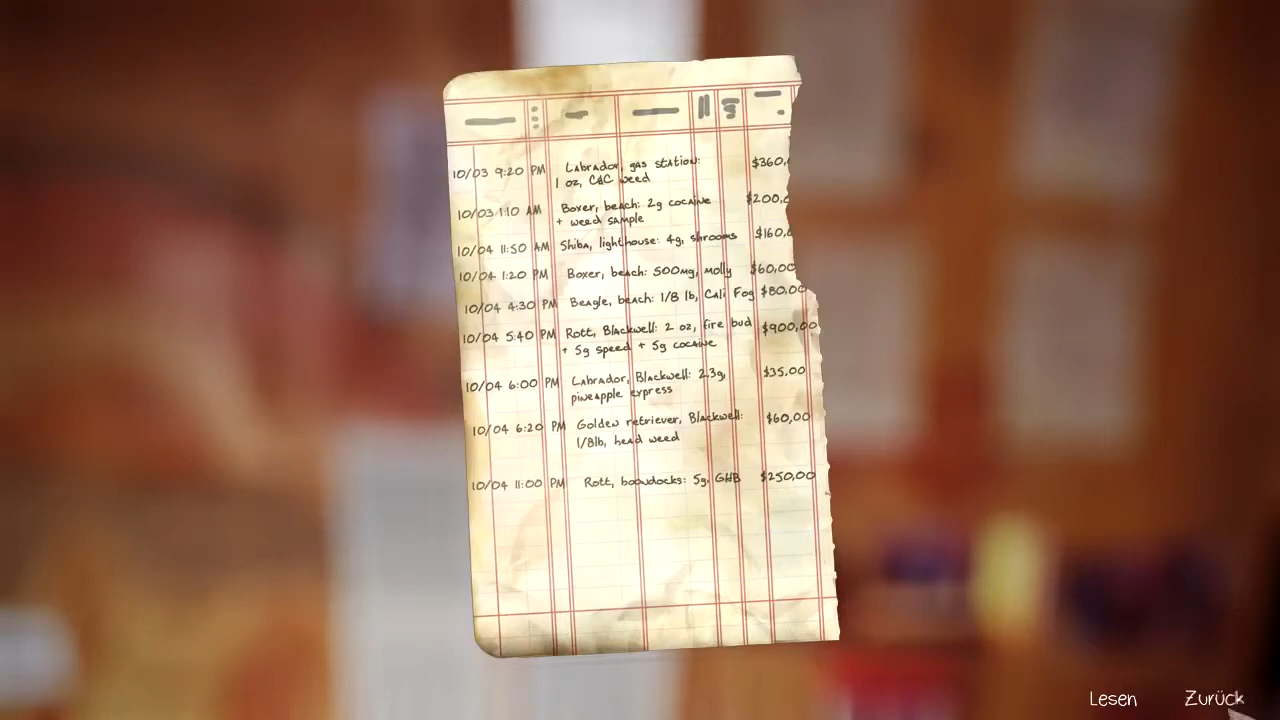 10/03 9:20 PM Labrador, gas station: $360,
1 oz, C&C weed
10/03 1:10 AM Boxer, beach: 2g cocaine $200,0
+ weed sample
10/04 11:50 AM Shiba, lighthouse: 4g, shrooms $160,0
10/04 1:20 PM Boxer, beach: 500mg, molly $60,00
10/04 4:30 PM Beagle, beach: 1/8 lb, Cali Fog $80,00
10/04 5:40 PM Rott, Blackwell: 2 oz, fire bud $900,00
+ 5g speed + 5g cocaine
10/04 6:00 PM Labrador, Blackwell: 2.3g, $35.00
pineapple express
10/04 6:20 PM Golden retriever, Blackwell: $60,00
1/8lb, head weed
10/04 11:00 PM Rott, boowdocks: 5g, GHB $250,00
Lesen Zurück